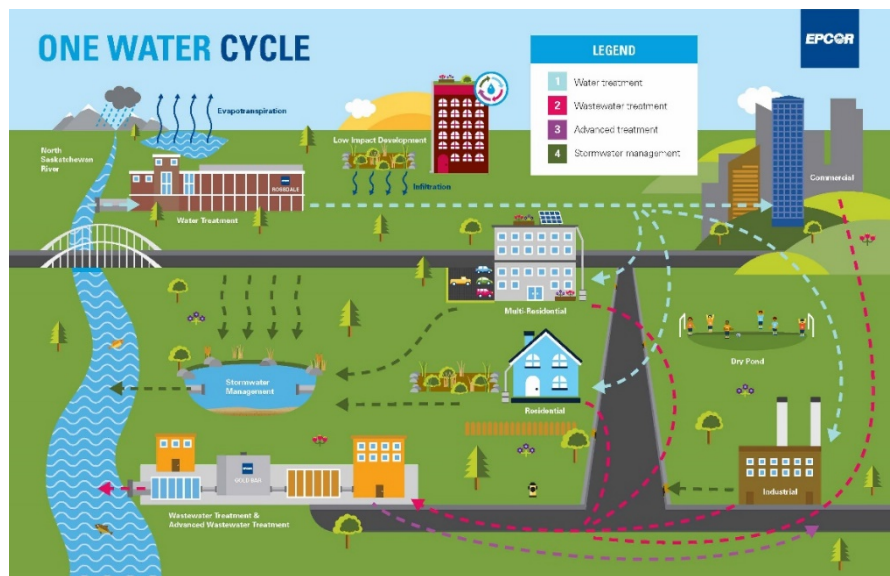 ONE WATER CYCLE
EPCOR
LEGEND
1 Water treatment
2 Wastewater treatment
3 Advanced treatment
4 Stormwater management
Evapotranspiration
North
Saskatchewan
River
Low Impact Development
Infiltration
ROSSDALE
Water Treatment
Commercial
Multi-Residential
Dry Pond
Stormwater
Management
Residential
GOLD BAR
Industrial
Wastewater Treatment &
Advanced Wastewater Treatment